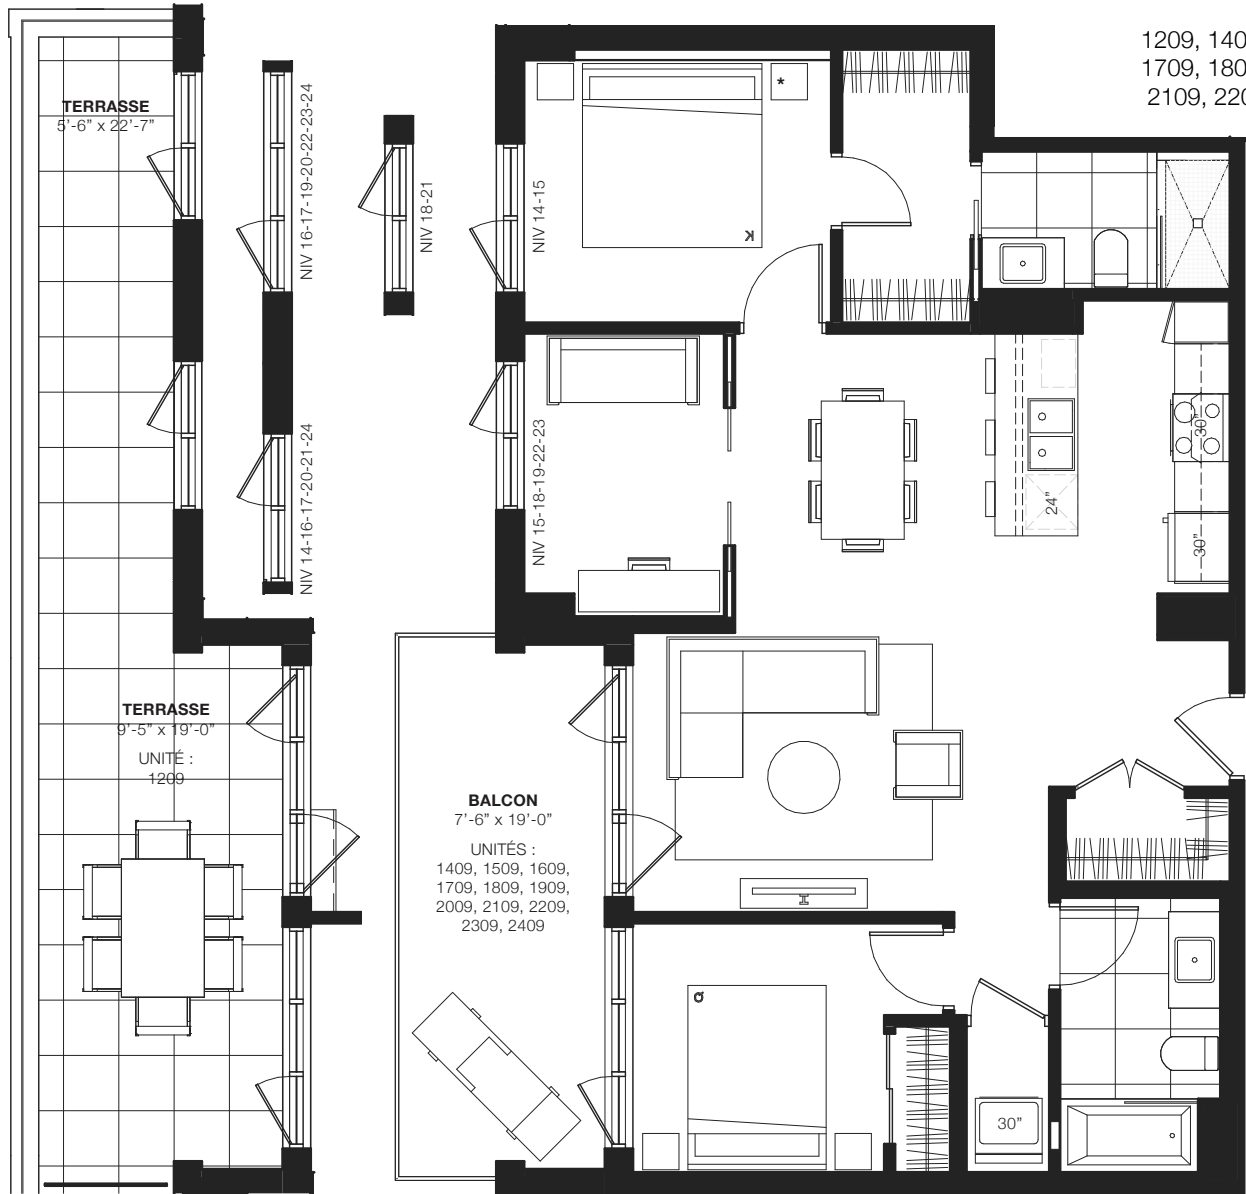 1209, 140
1709, 180
2109, 220
TERRASSE
5'-6" x 22'-7"
NIV 16-17-19-20-22-23-24
NIV 18-21
NIV 14-15
*
K
NIV 14-16-17-20-21-24
NIV 15-18-19-22-23
24"
30"
30"
TERRASSE
9'-5" x 19'-0"
UNITÉ :
1209
BALCON
7'-6" x 19'-0"
UNITÉS :
1409, 1509, 1609,
1709, 1809, 1909,
2009, 2109, 2209,
2309, 2409
Q
30"